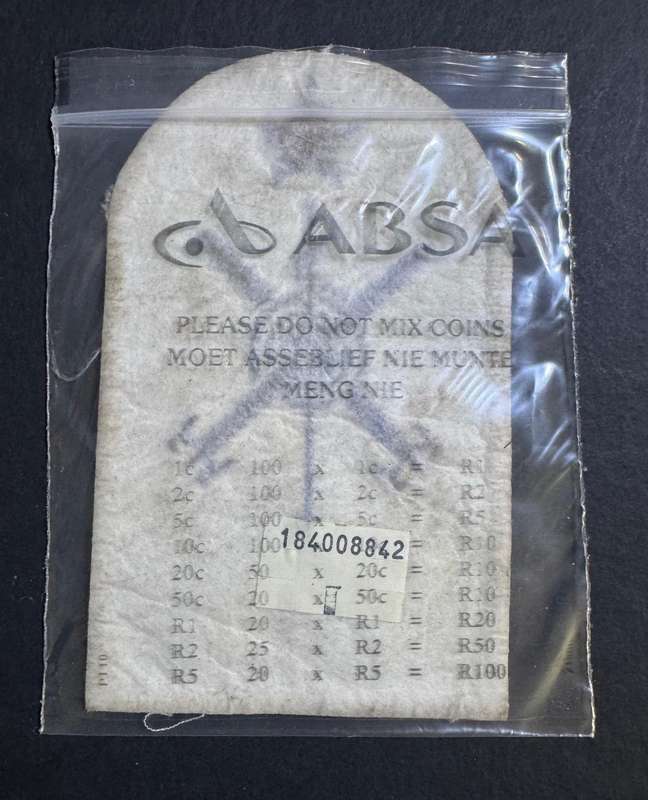 ABSA
PLEASE DO NOT MIX COINS
MOET ASSEBLIEF NIE MUNTE
MENG NIE
1c 100 x 1c = R1
2c 100 x 2c = R2
5c 100 x 5c = R5
10c 100 = R10
184008842
20c 50 x 20c = R10
50c 20 x 50c = R10
R1 20 x R1 = R20
R2 25 x R2 = R50
R5 20 x R5 = R100